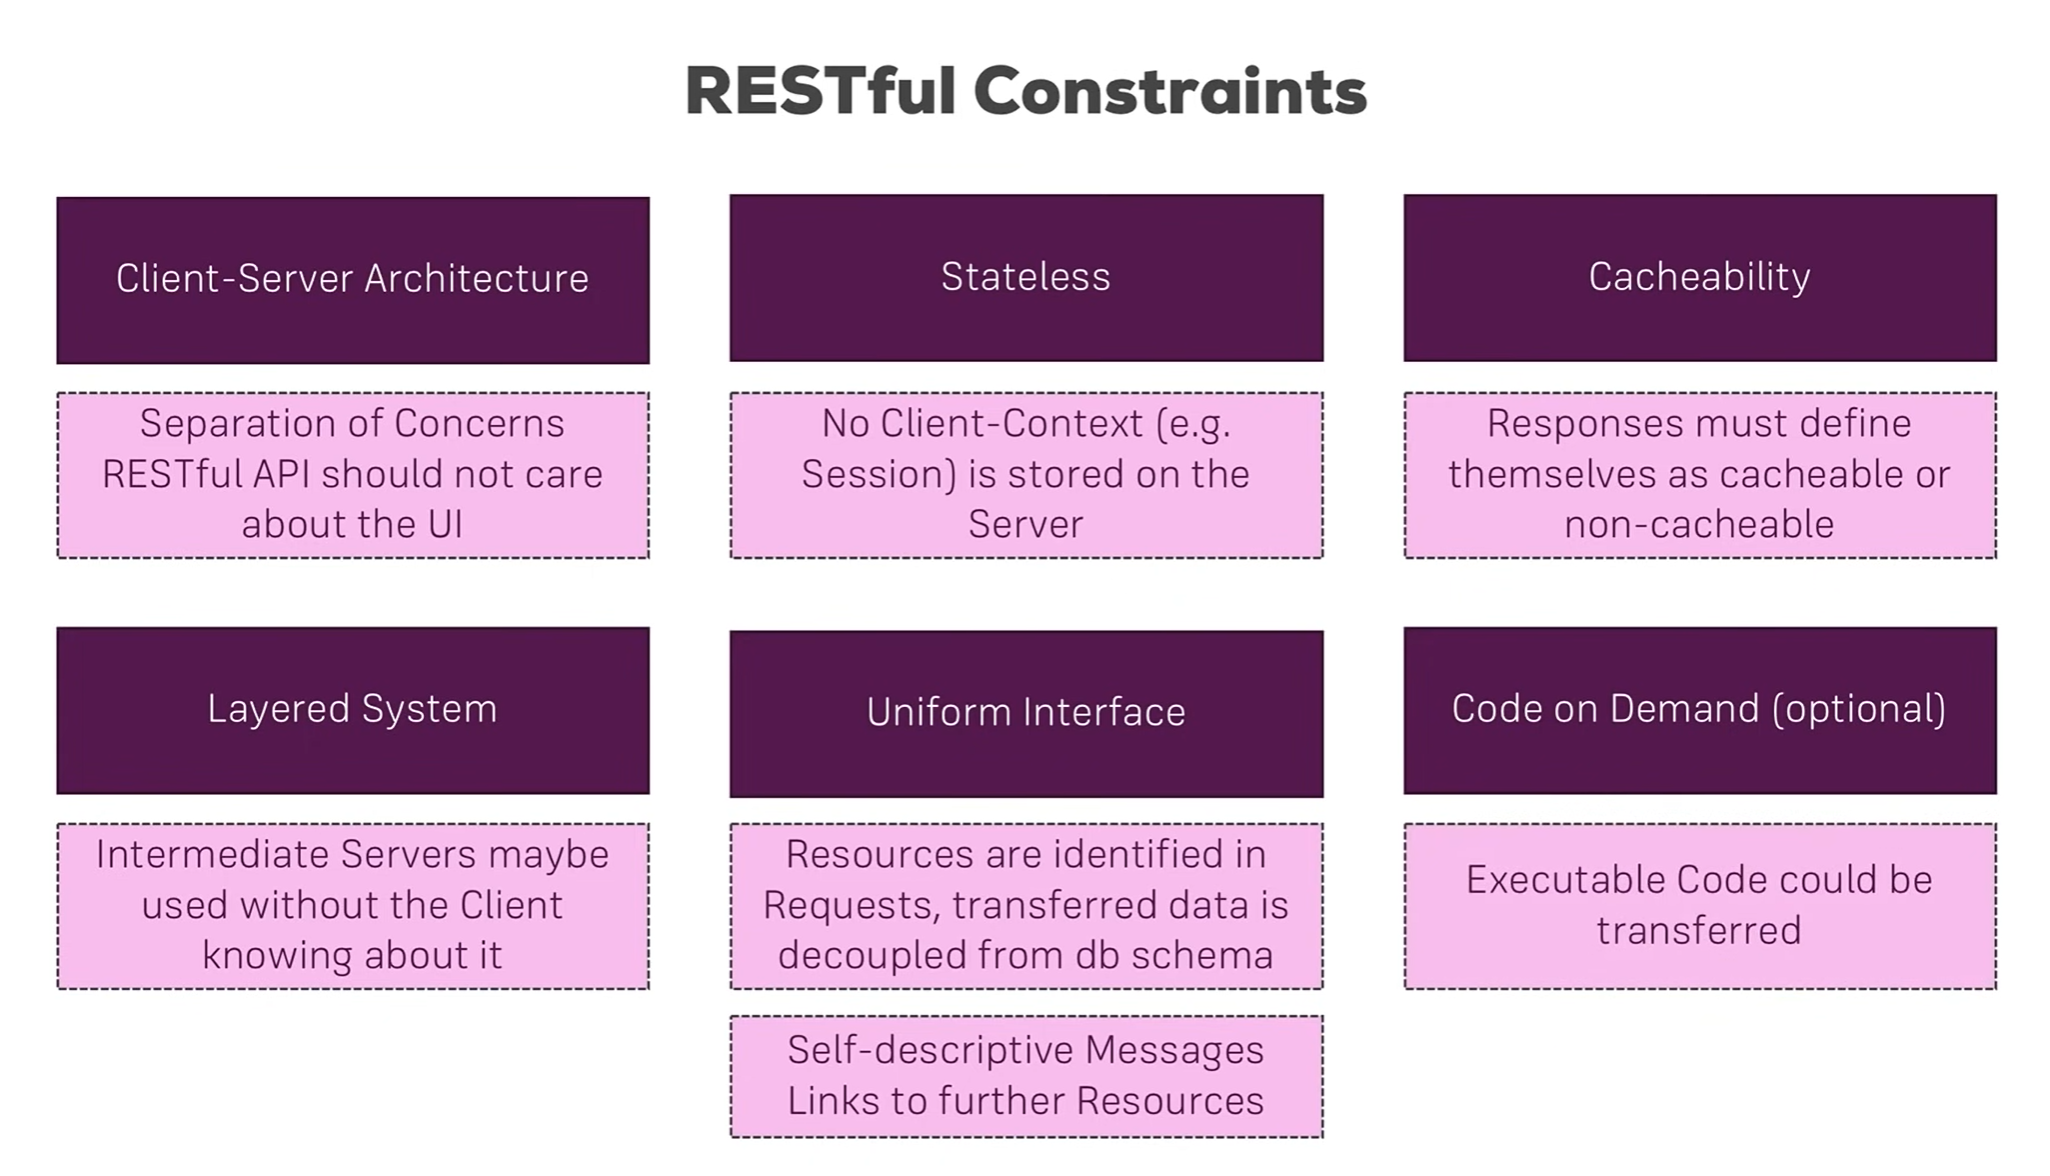 RESTful Constraints
Client-Server Architecture
Separation of Concerns
RESTful API should not care
about the UI
Stateless
No Client-Context (e.g.
Session) is stored on the
Server
Cacheability
Responses must define
themselves as cacheable or
non-cacheable
Layered System
Intermediate Servers maybe
used without the Client
knowing about it
Uniform Interface
Resources are identified in
Requests, transferred data is
decoupled from db schema
Self-descriptive Messages
Links to further Resources
Code on Demand (optional)
Executable Code could be
transferred